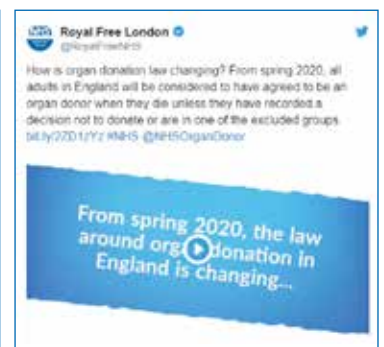 NHS
Royal Free London
@RoyalFreeNHS
How is organ donation law changing? From spring 2020, all
adults in England will be considered to have agreed to be an
organ donor when they die unless they have recorded a
decision not to donate or are in one of the excluded groups.
#NHS @NHSOrganDonor
From spring 2020, the law
around organ donation in
England is changing...